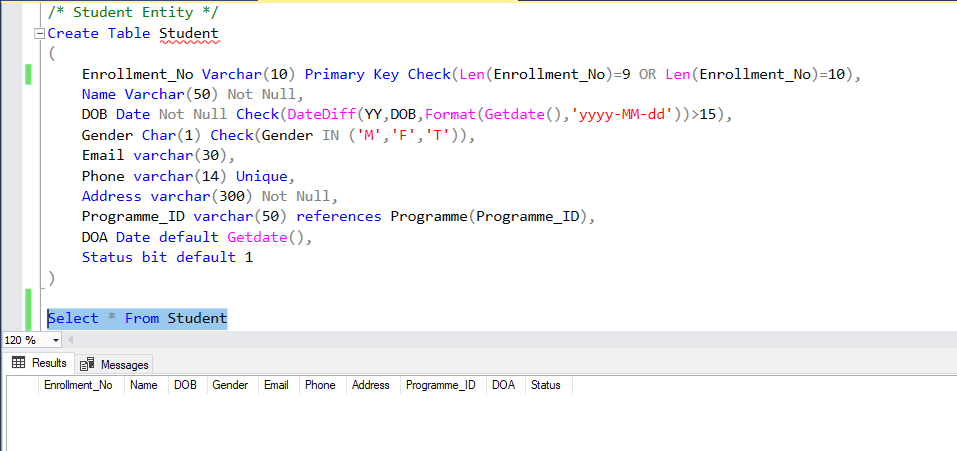 /* Student Entity */
Create Table Student
(
Enrollment_No Varchar(10) Primary Key Check(Len(Enrollment_No)=9 OR Len(Enrollment_No)=10),
Name Varchar(50) Not Null,
DOB Date Not Null Check(DateDiff(YY,DOB,Format(Getdate(),'yyyy-MM-dd'))>15),
Gender Char(1) Check(Gender IN ('M','F','T')),
Email varchar(30),
Phone varchar(14) Unique,
Address varchar(300) Not Null,
Programme_ID varchar(50) references Programme(Programme_ID),
DOA Date default Getdate(),
Status bit default 1
)
Select * From Student
120 %
Results Messages
Enrollment_No Name DOB Gender Email Phone Address Programme_ID DOA Status